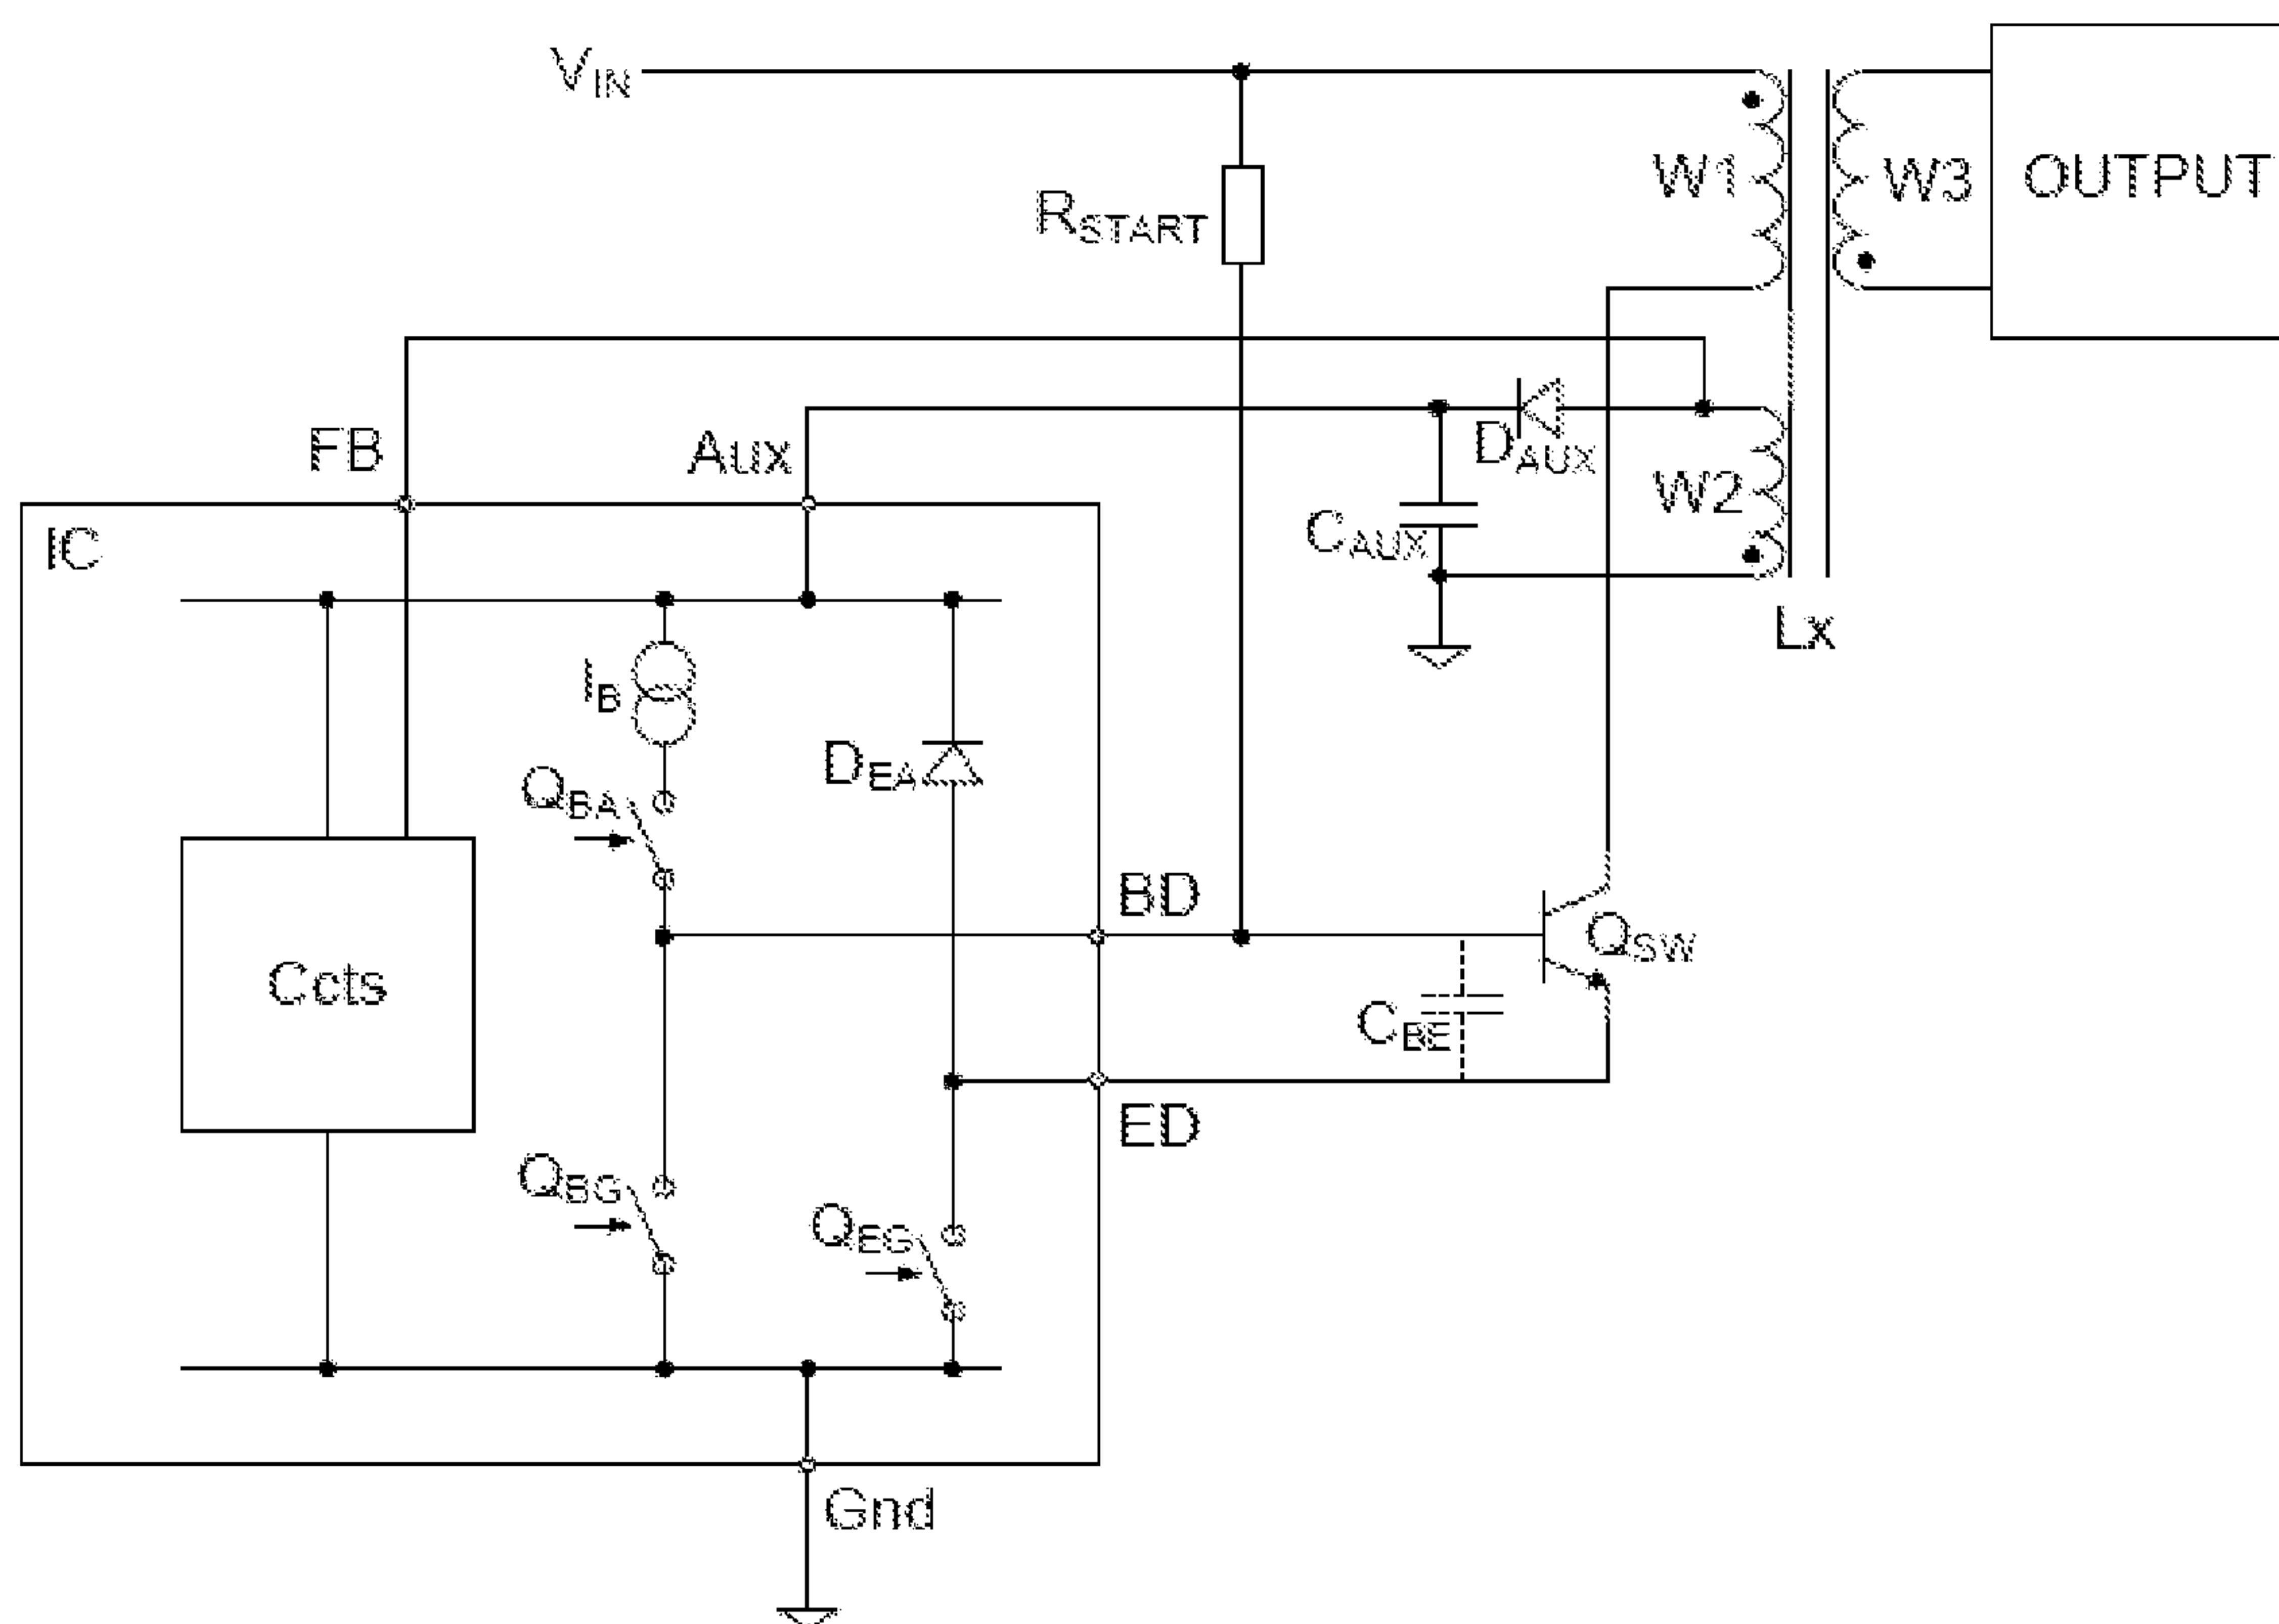 VIN
W1
W3
OUTPUT
RSTART
FB
Aux
DAUX
W2
IC
CAUX
Lx
IB
DEA
QBA
BD
QSW
Ccts
CBE
ED
QBG
QEG
Gnd